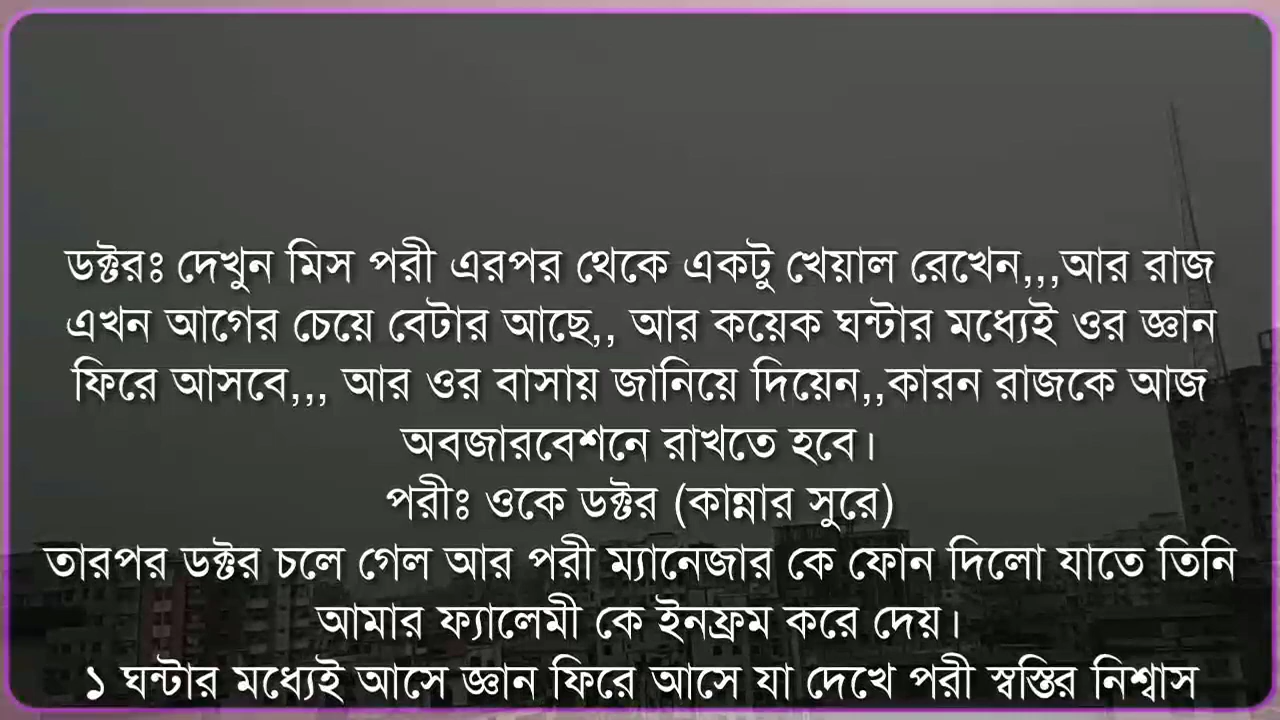 ডক্টরঃ দেখুন মিস পরী এরপর থেকে একটু খেয়াল রেখেন,,,আর রাজ
এখন আগের চেয়ে বেটার আছে,, আর কয়েক ঘন্টার মধ্যেই ওর জ্ঞান
ফিরে আসবে,,, আর ওর বাসায় জানিয়ে দিয়েন,,কারন রাজকে আজ
অবজারবেশনে রাখতে হবে।
পরীঃ ওকে ডক্টর (কান্নার সুরে)
তারপর ডক্টর চলে গেল আর পরী ম্যানেজার কে ফোন দিলো যাতে তিনি
আমার ফ্যালেমী কে ইনফ্রম করে দেয়।
১ ঘন্টার মধ্যেই আসে জ্ঞান ফিরে আসে যা দেখে পরী স্বস্তির নিশ্বাস